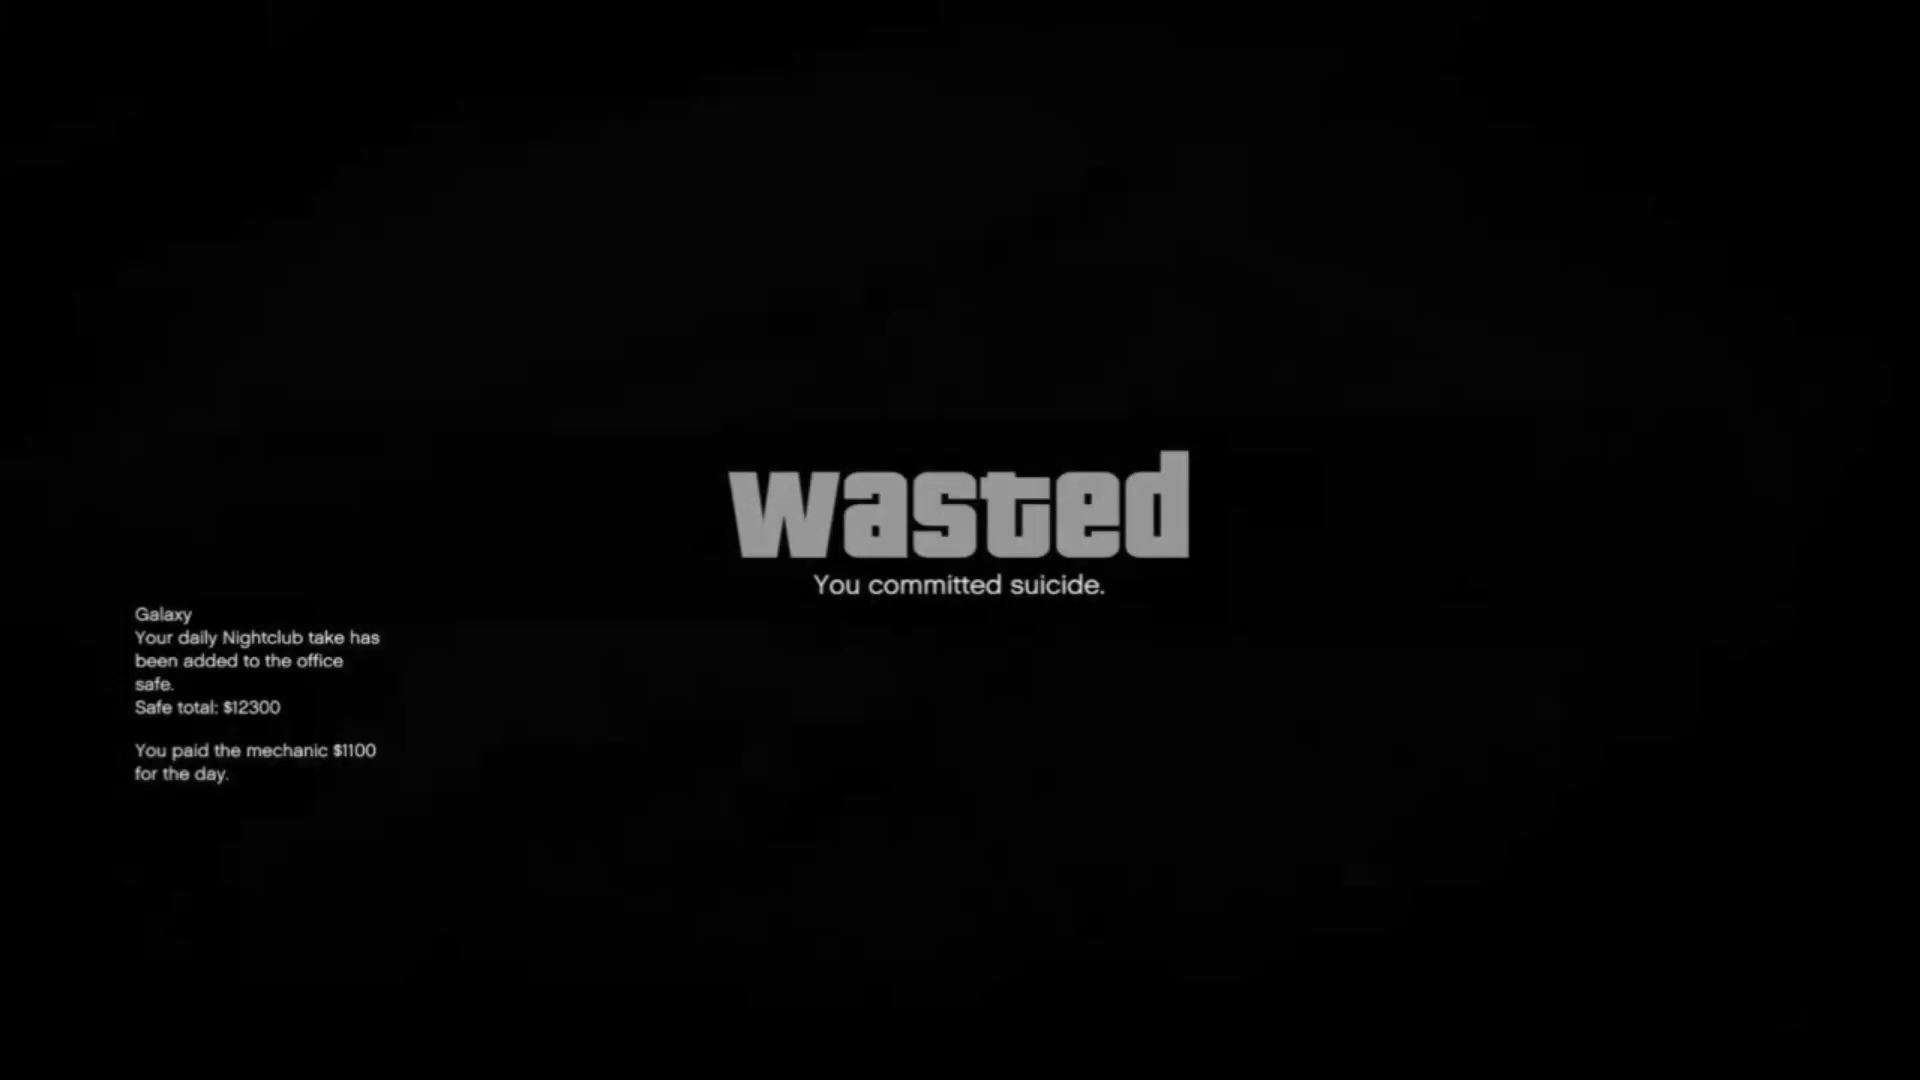 wasted
You committed suicide.
Galaxy
Your daily Nightclub take has
been added to the office
safe.
Safe total: $12300
You paid the mechanic $1100
for the day.